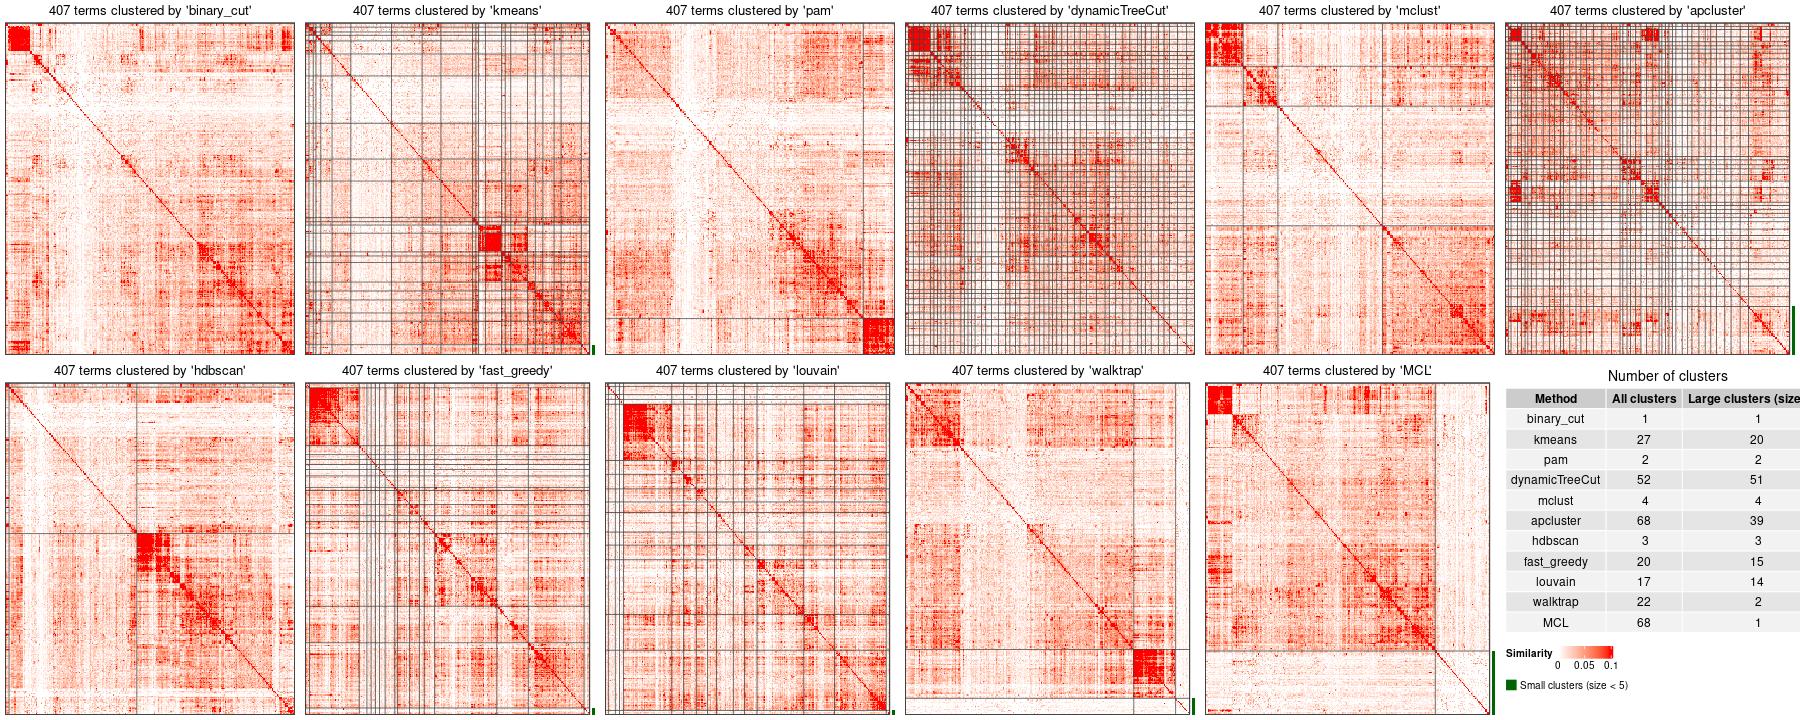 407 terms clustered by 'binary_cut'
407 terms clustered by 'kmeans'
407 terms clustered by 'pam'
407 terms clustered by 'dynamicTreeCut'
407 terms clustered by 'mclust'
407 terms clustered by 'apcluster'
407 terms clustered by 'hdbscan'
407 terms clustered by 'fast_greedy'
407 terms clustered by 'louvain'
407 terms clustered by 'walktrap'
407 terms clustered by 'MCL'
Number of clusters
Method All clusters Large clusters (size
binary_cut 1 1
kmeans 27 20
pam 2 2
dynamicTreeCut 52 51
mclust 4 4
apcluster 68 39
hdbscan 3 3
fast_greedy 20 15
louvain 17 14
walktrap 22 2
MCL 68 1
Similarity
0 0.05 0.1
Small clusters (size < 5)